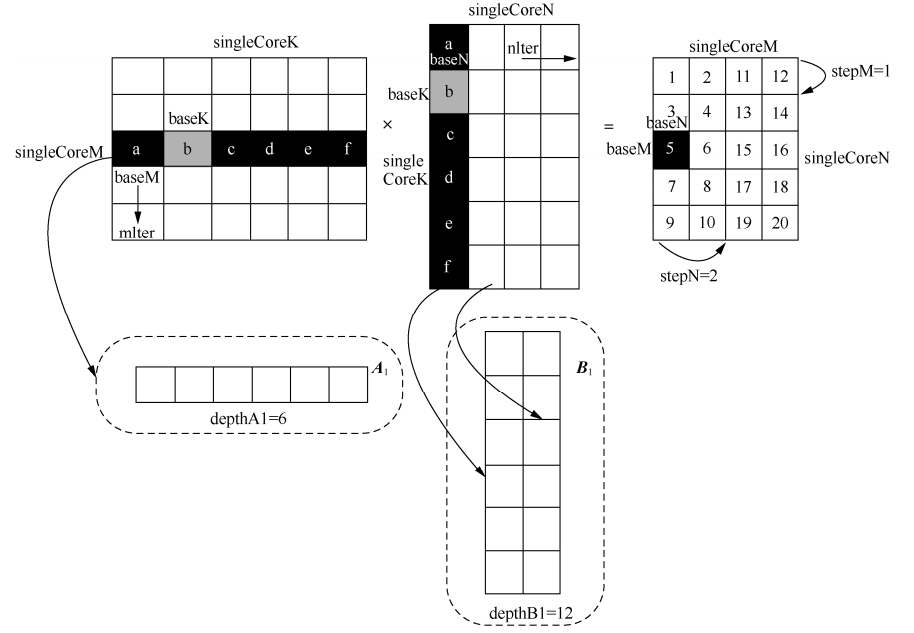 singleCoreK
baseK
singleCoreM
a b c d e f
baseM
mIter
×
singleCoreN
a
baseN
nIter
baseK
b
c
single
CoreK
d
e
f
=
singleCoreM
stepM=1
1 2 11 12
3 4 13 14
baseN
baseM
5 6 15 16
singleCoreN
7 8 17 18
9 10 19 20
stepN=2
A1
depthA1=6
B1
depthB1=12